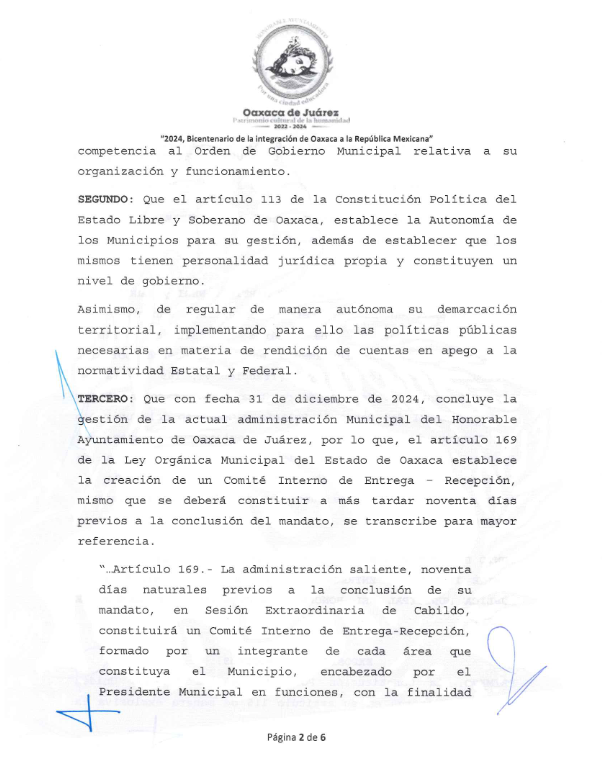 Oaxaca de Juárez
Patrimonio cultural de la humanidad
2022 - 2024
"2024, Bicentenario de la integración de Oaxaca a la República Mexicana"
competencia al Orden de Gobierno Municipal relativa a su
organización y funcionamiento.
SEGUNDO: Que el artículo 113 de la Constitución Política del
Estado Libre y Soberano de Oaxaca, establece la Autonomía de
los Municipios para su gestión, además de establecer que los
mismos tienen personalidad jurídica propia y constituyen un
nivel de gobierno.
Asimismo, de regular de manera autónoma su demarcación
territorial, implementando para ello las políticas públicas
necesarias en materia de rendición de cuentas en apego a la
normatividad Estatal y Federal.
TERCERO: Que con fecha 31 de diciembre de 2024, concluye la
gestión de la actual administración Municipal del Honorable
Ayuntamiento de Oaxaca de Juárez, por lo que, el artículo 169
de la Ley Orgánica Municipal del Estado de Oaxaca establece
la creación de un Comité Interno de Entrega – Recepción,
mismo que se deberá constituir a más tardar noventa días
previos a la conclusión del mandato, se transcribe para mayor
referencia.
"…Artículo 169.- La administración saliente, noventa
días naturales previos a la conclusión de su
mandato, en Sesión Extraordinaria de Cabildo,
constituirá un Comité Interno de Entrega-Recepción,
formado por un integrante de cada área que
constituya el Municipio, encabezado por el
Presidente Municipal en funciones, con la finalidad
Página 2 de 6